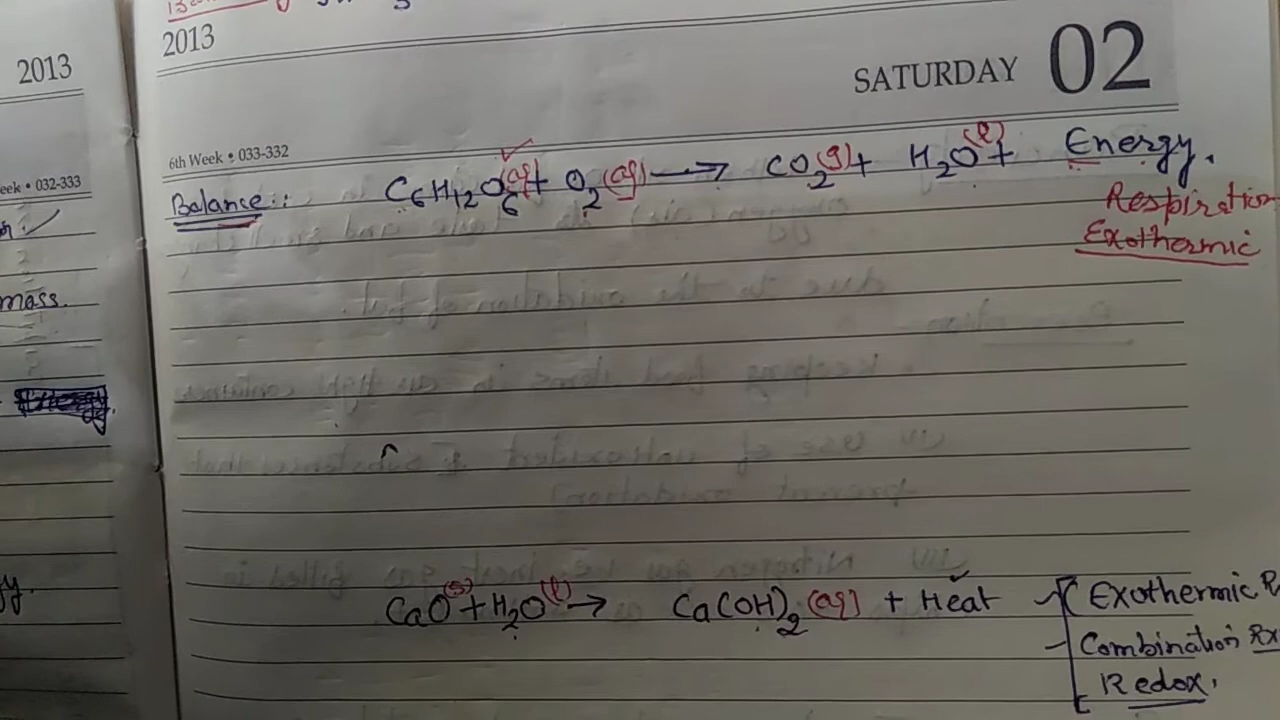 2013
2013
SATURDAY 02
6th Week • 033-332
eek • 032-333
Balance:: C6H12O6(aq) + O2(aq) → CO2(g) + H2O(l) + Energy.
Respiration
Exothermic
mass.
CaO(s) + H2O(l) → Ca(OH)2(aq) + Heat
Exothermic R
Combination Rx
Redox.